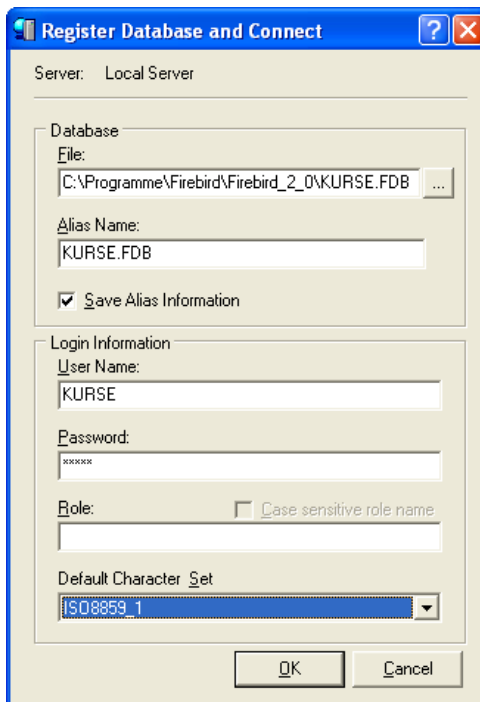 Register Database and Connect
Server: Local Server
Database
File:
C:\Programme\Firebird\Firebird_2_0\KURSE.FDB ...
Alias Name:
KURSE.FDB
Save Alias Information
Login Information
User Name:
KURSE
Password:
*****
Role: Case sensitive role name
Default Character Set
ISO8859_1
OK Cancel